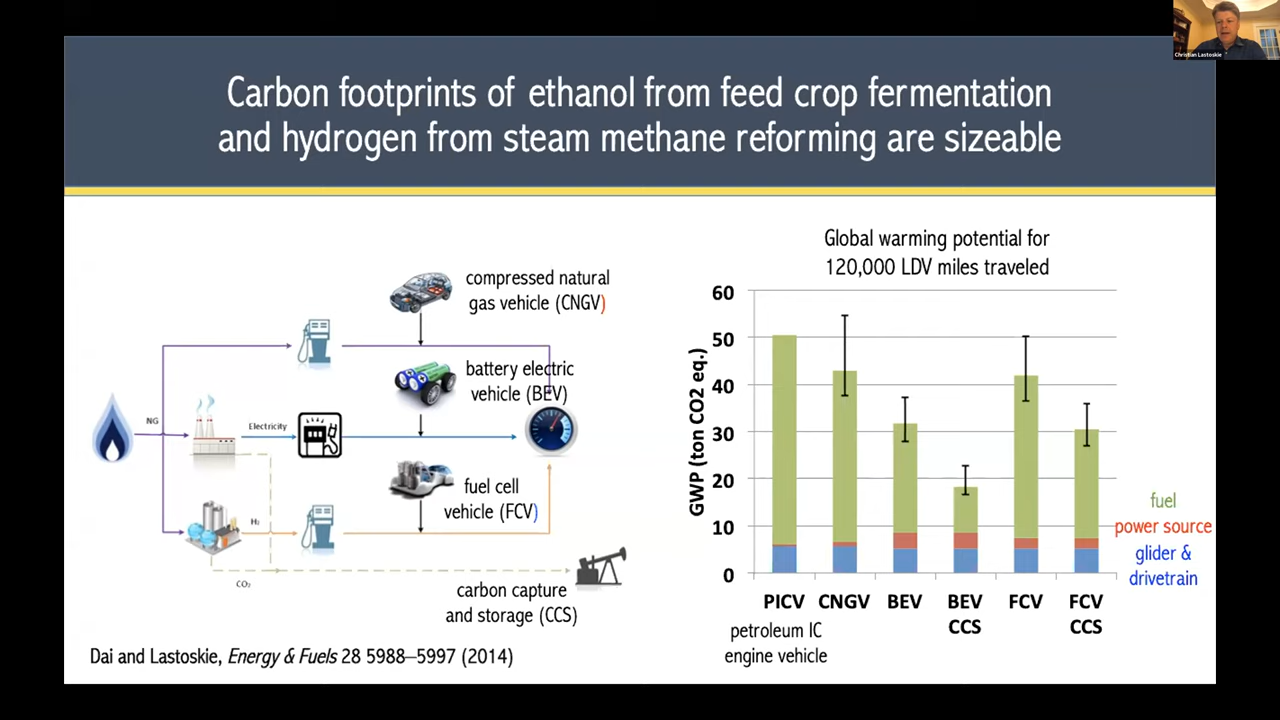 Christian Lastoskie
Carbon footprints of ethanol from feed crop fermentation
and hydrogen from steam methane reforming are sizeable
compressed natural
gas vehicle (CNGV)
battery electric
vehicle (BEV)
NG
Electricity
fuel cell
vehicle (FCV)
H₂
CO₂
carbon capture
and storage (CCS)
Dai and Lastoskie, Energy & Fuels 28 5988–5997 (2014)
Global warming potential for
120,000 LDV miles traveled
GWP (ton CO2 eq.)
60
50
40
30
20
10
0
PICV CNGV BEV BEV FCV FCV
CCS CCS
petroleum IC
engine vehicle
fuel
power source
glider &
drivetrain